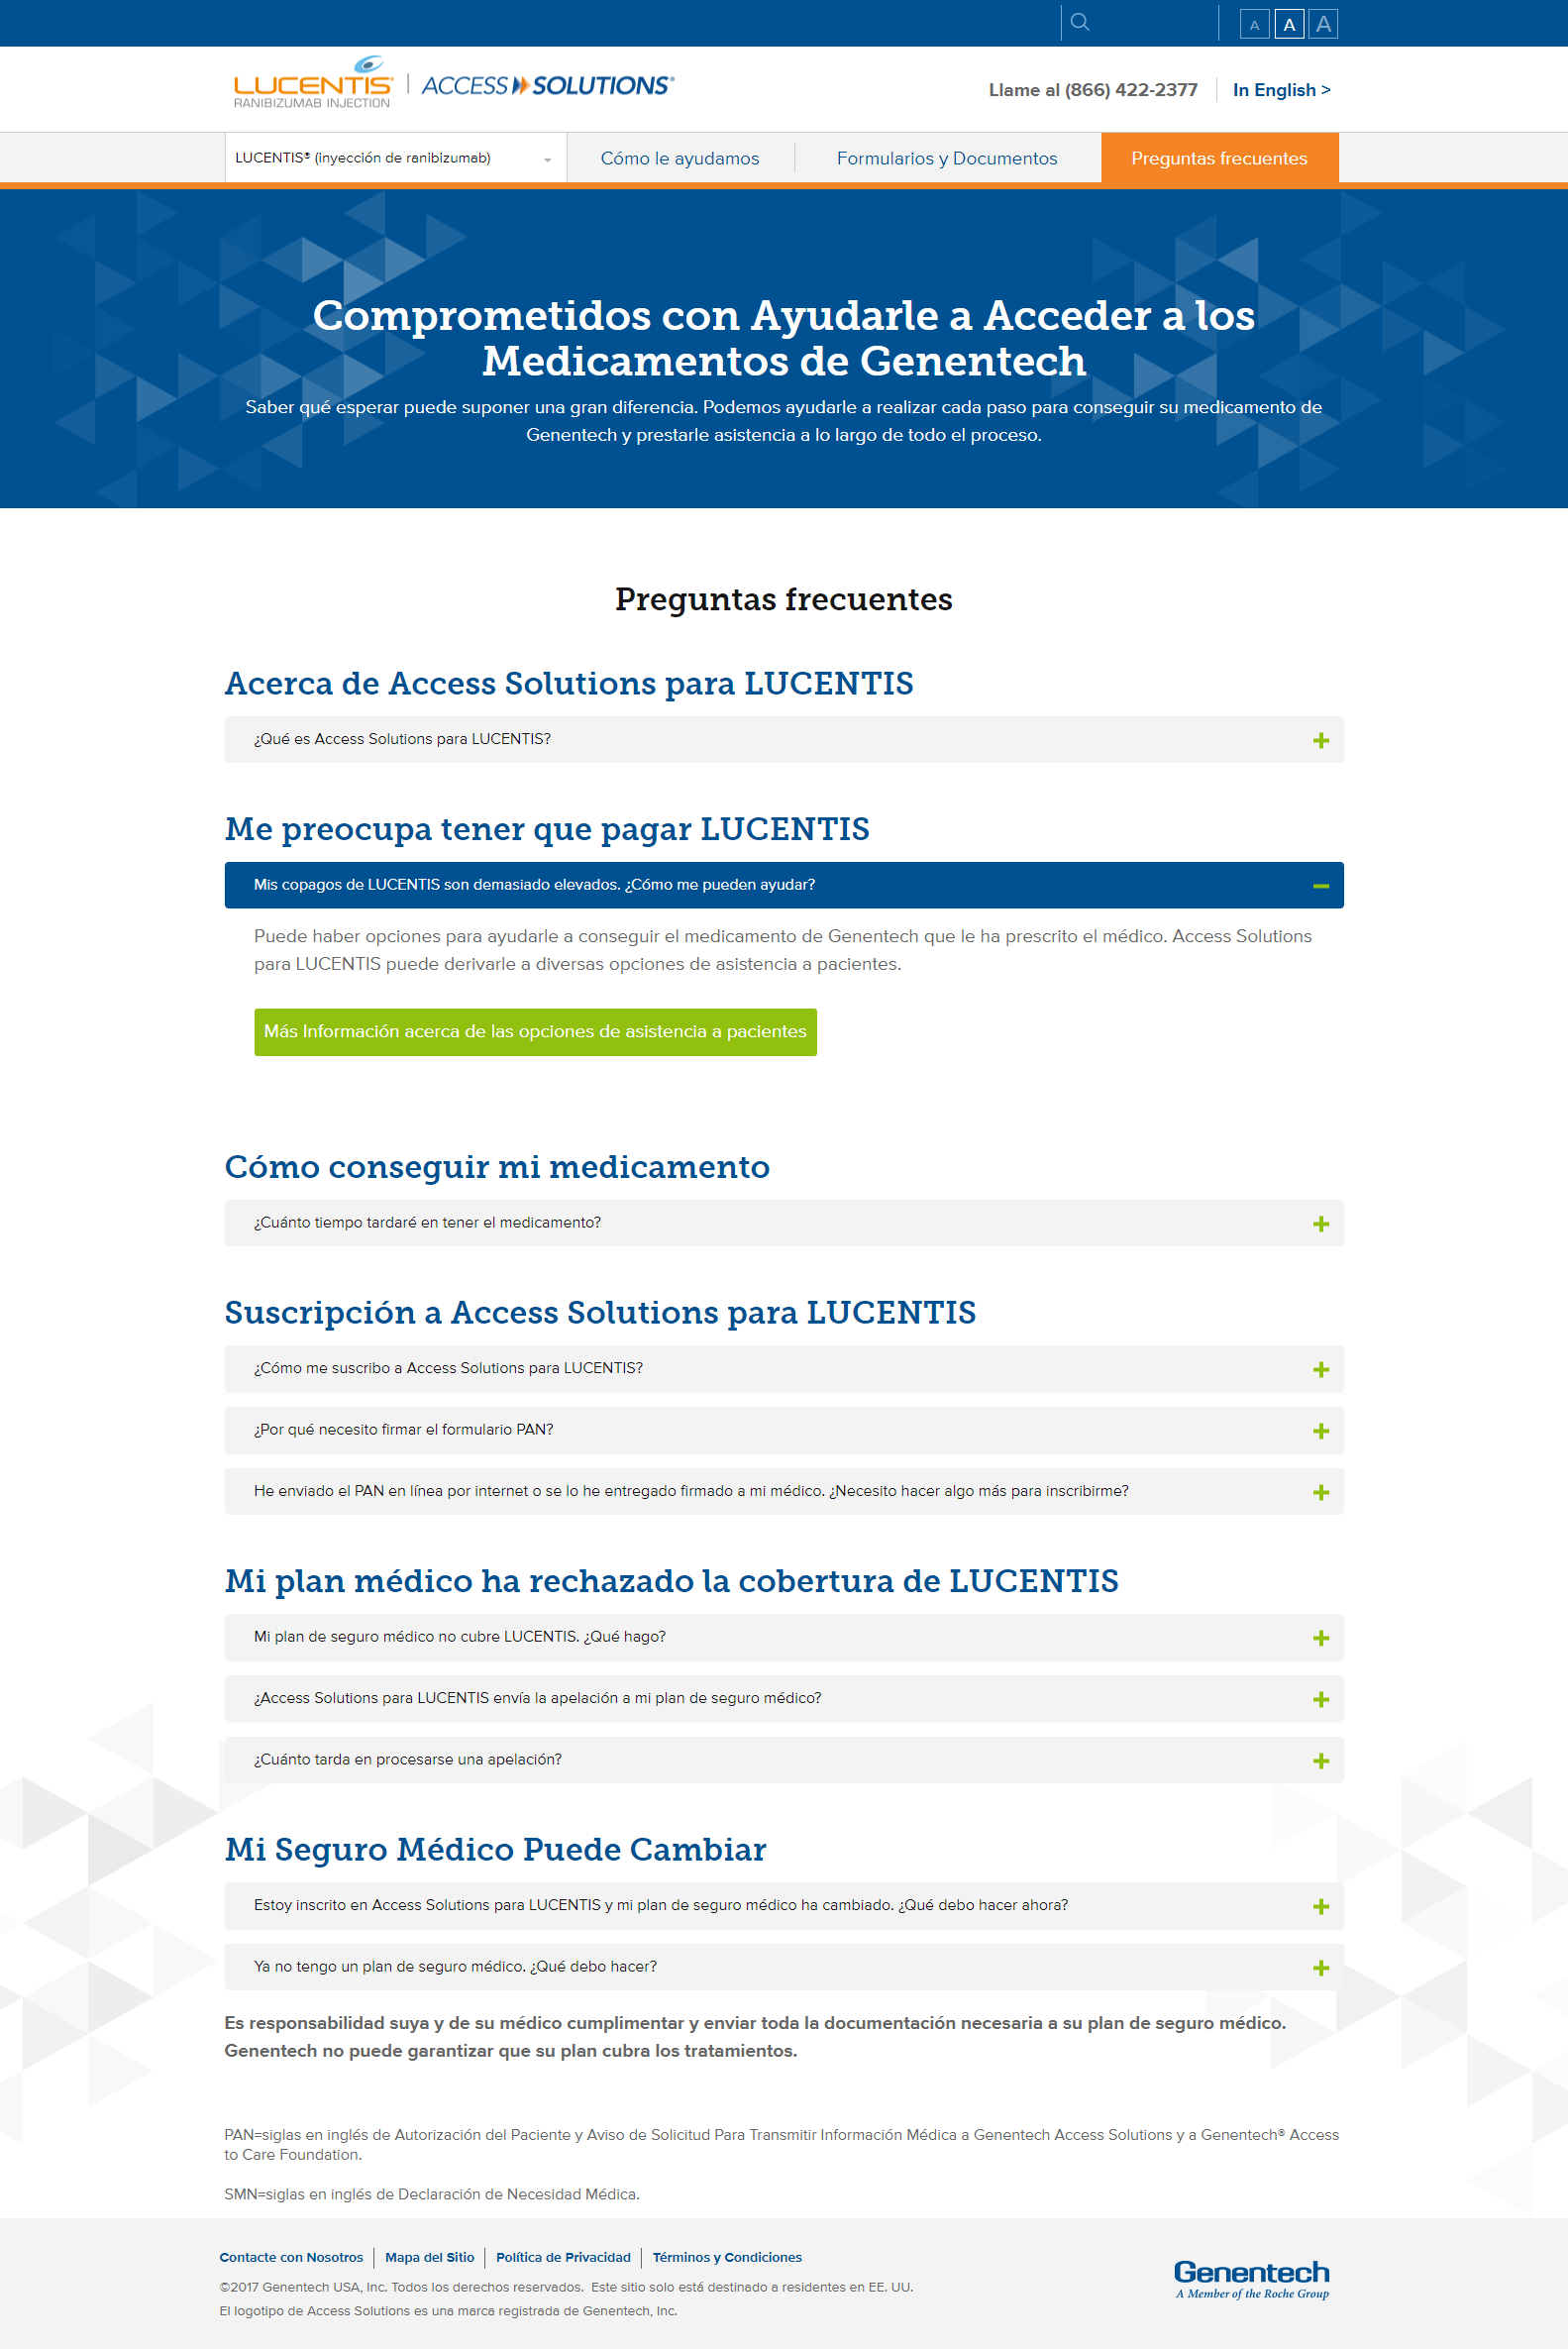 A A A
LUCENTIS®
RANIBIZUMAB INJECTION
ACCESS SOLUTIONS®
Llame al (866) 422-2377
In English >
LUCENTIS® (inyección de ranibizumab)
Cómo le ayudamos
Formularios y Documentos
Preguntas frecuentes
Comprometidos con Ayudarle a Acceder a los
Medicamentos de Genentech
Saber qué esperar puede suponer una gran diferencia. Podemos ayudarle a realizar cada paso para conseguir su medicamento de
Genentech y prestarle asistencia a lo largo de todo el proceso.
Preguntas frecuentes
Acerca de Access Solutions para LUCENTIS
¿Qué es Access Solutions para LUCENTIS?
Me preocupa tener que pagar LUCENTIS
Mis copagos de LUCENTIS son demasiado elevados. ¿Cómo me pueden ayudar?
Puede haber opciones para ayudarle a conseguir el medicamento de Genentech que le ha prescrito el médico. Access Solutions
para LUCENTIS puede derivarle a diversas opciones de asistencia a pacientes.
Más Información acerca de las opciones de asistencia a pacientes
Cómo conseguir mi medicamento
¿Cuánto tiempo tardaré en tener el medicamento?
Suscripción a Access Solutions para LUCENTIS
¿Cómo me suscribo a Access Solutions para LUCENTIS?
¿Por qué necesito firmar el formulario PAN?
He enviado el PAN en línea por internet o se lo he entregado firmado a mi médico. ¿Necesito hacer algo más para inscribirme?
Mi plan médico ha rechazado la cobertura de LUCENTIS
Mi plan de seguro médico no cubre LUCENTIS. ¿Qué hago?
¿Access Solutions para LUCENTIS envía la apelación a mi plan de seguro médico?
¿Cuánto tarda en procesarse una apelación?
Mi Seguro Médico Puede Cambiar
Estoy inscrito en Access Solutions para LUCENTIS y mi plan de seguro médico ha cambiado. ¿Qué debo hacer ahora?
Ya no tengo un plan de seguro médico. ¿Qué debo hacer?
Es responsabilidad suya y de su médico cumplimentar y enviar toda la documentación necesaria a su plan de seguro médico.
Genentech no puede garantizar que su plan cubra los tratamientos.
PAN=siglas en inglés de Autorización del Paciente y Aviso de Solicitud Para Transmitir Información Médica a Genentech Access Solutions y a Genentech® Access
to Care Foundation.
SMN=siglas en inglés de Declaración de Necesidad Médica.
Contacte con Nosotros
Mapa del Sitio
Política de Privacidad
Términos y Condiciones
©2017 Genentech USA, Inc. Todos los derechos reservados. Este sitio solo está destinado a residentes en EE. UU.
El logotipo de Access Solutions es una marca registrada de Genentech, Inc.
Genentech
A Member of the Roche Group